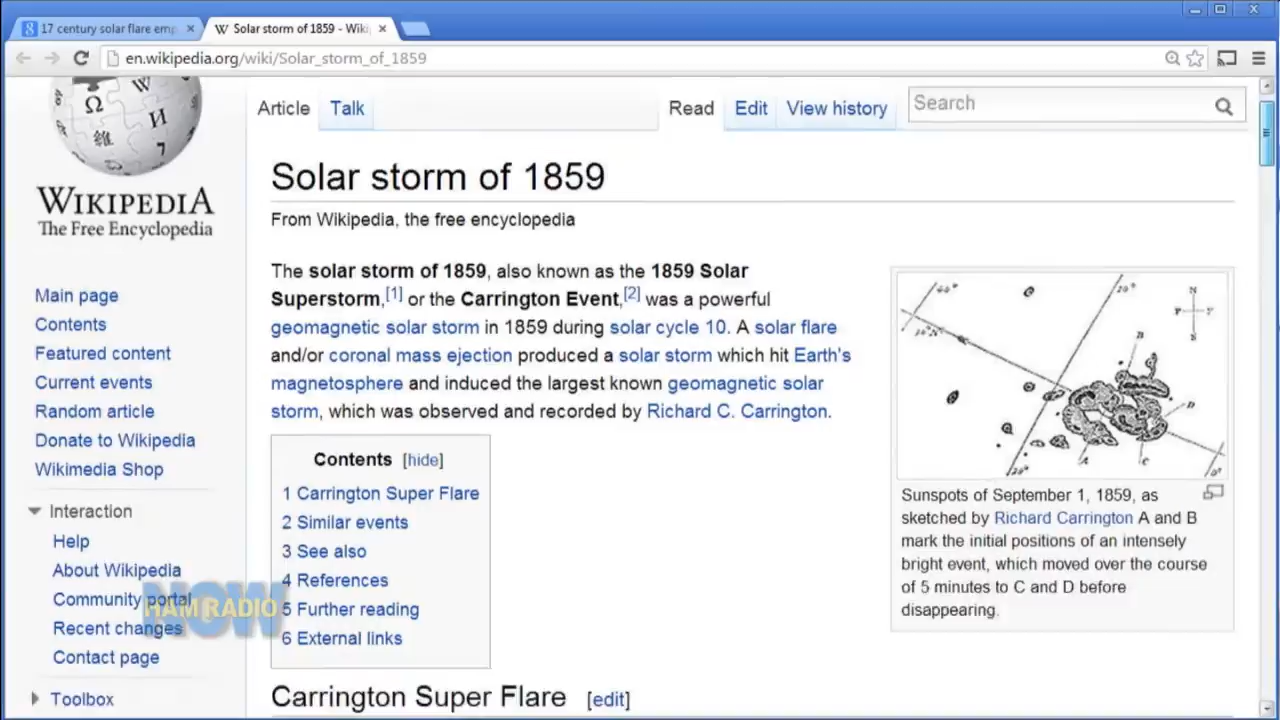 17 century solar flare emp
Solar storm of 1859 - Wiki
en.wikipedia.org/wiki/Solar_storm_of_1859
Ω W И 維 7
WIKIPEDIA
The Free Encyclopedia
Main page
Contents
Featured content
Current events
Random article
Donate to Wikipedia
Wikimedia Shop
Interaction
Help
About Wikipedia
Community portal
Recent changes
Contact page
Toolbox
HAM RADIO
NOW
Article Talk Read Edit View history Search
Solar storm of 1859
From Wikipedia, the free encyclopedia
The solar storm of 1859, also known as the 1859 Solar
Superstorm,[1] or the Carrington Event,[2] was a powerful
geomagnetic solar storm in 1859 during solar cycle 10. A solar flare
and/or coronal mass ejection produced a solar storm which hit Earth's
magnetosphere and induced the largest known geomagnetic solar
storm, which was observed and recorded by Richard C. Carrington.
Contents [hide]
1 Carrington Super Flare
2 Similar events
3 See also
4 References
5 Further reading
6 External links
Carrington Super Flare [edit]
N
B
D
A
C
Sunspots of September 1, 1859, as
sketched by Richard Carrington A and B
mark the initial positions of an intensely
bright event, which moved over the course
of 5 minutes to C and D before
disappearing.